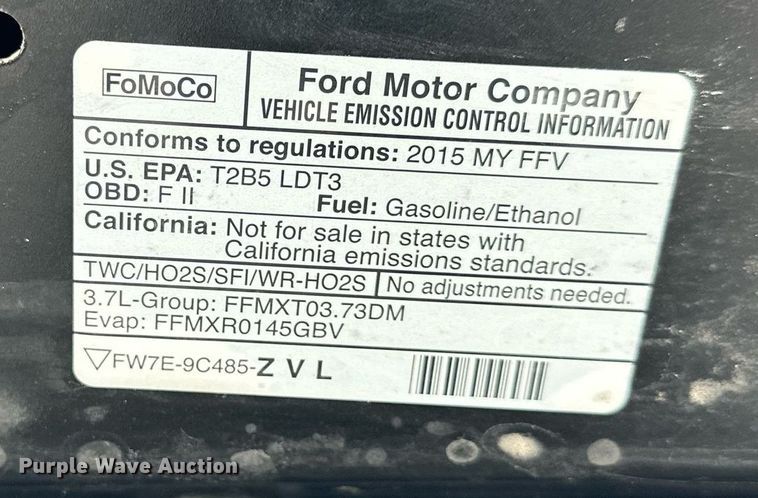 FoMoCo
Ford Motor Company
VEHICLE EMISSION CONTROL INFORMATION
Conforms to regulations: 2015 MY FFV
U.S. EPA: T2B5 LDT3
OBD: F II Fuel: Gasoline/Ethanol
California: Not for sale in states with
California emissions standards.
TWC/HO2S/SFI/WR-HO2S No adjustments needed.
3.7L-Group: FFMXT03.73DM
Evap: FFMXR0145GBV
▽FW7E-9C485-Z V L
Purple Wave Auction